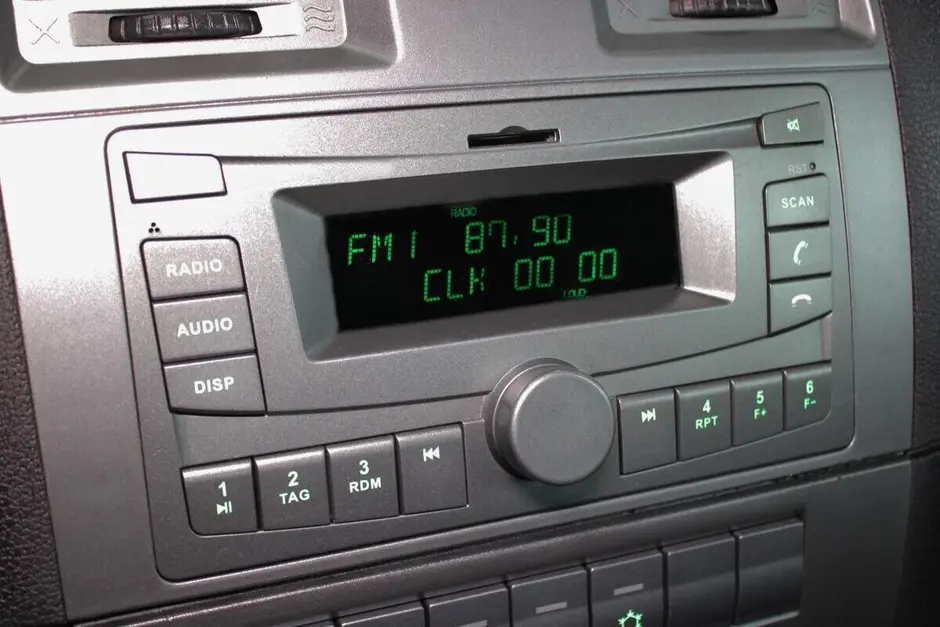 RST
RADIO
SCAN
FM1 87.90
RADIO
CLK 00 00
AUDIO
LOUD
DISP
1
2
TAG
3
RDM
4
RPT
5
F+
6
F-